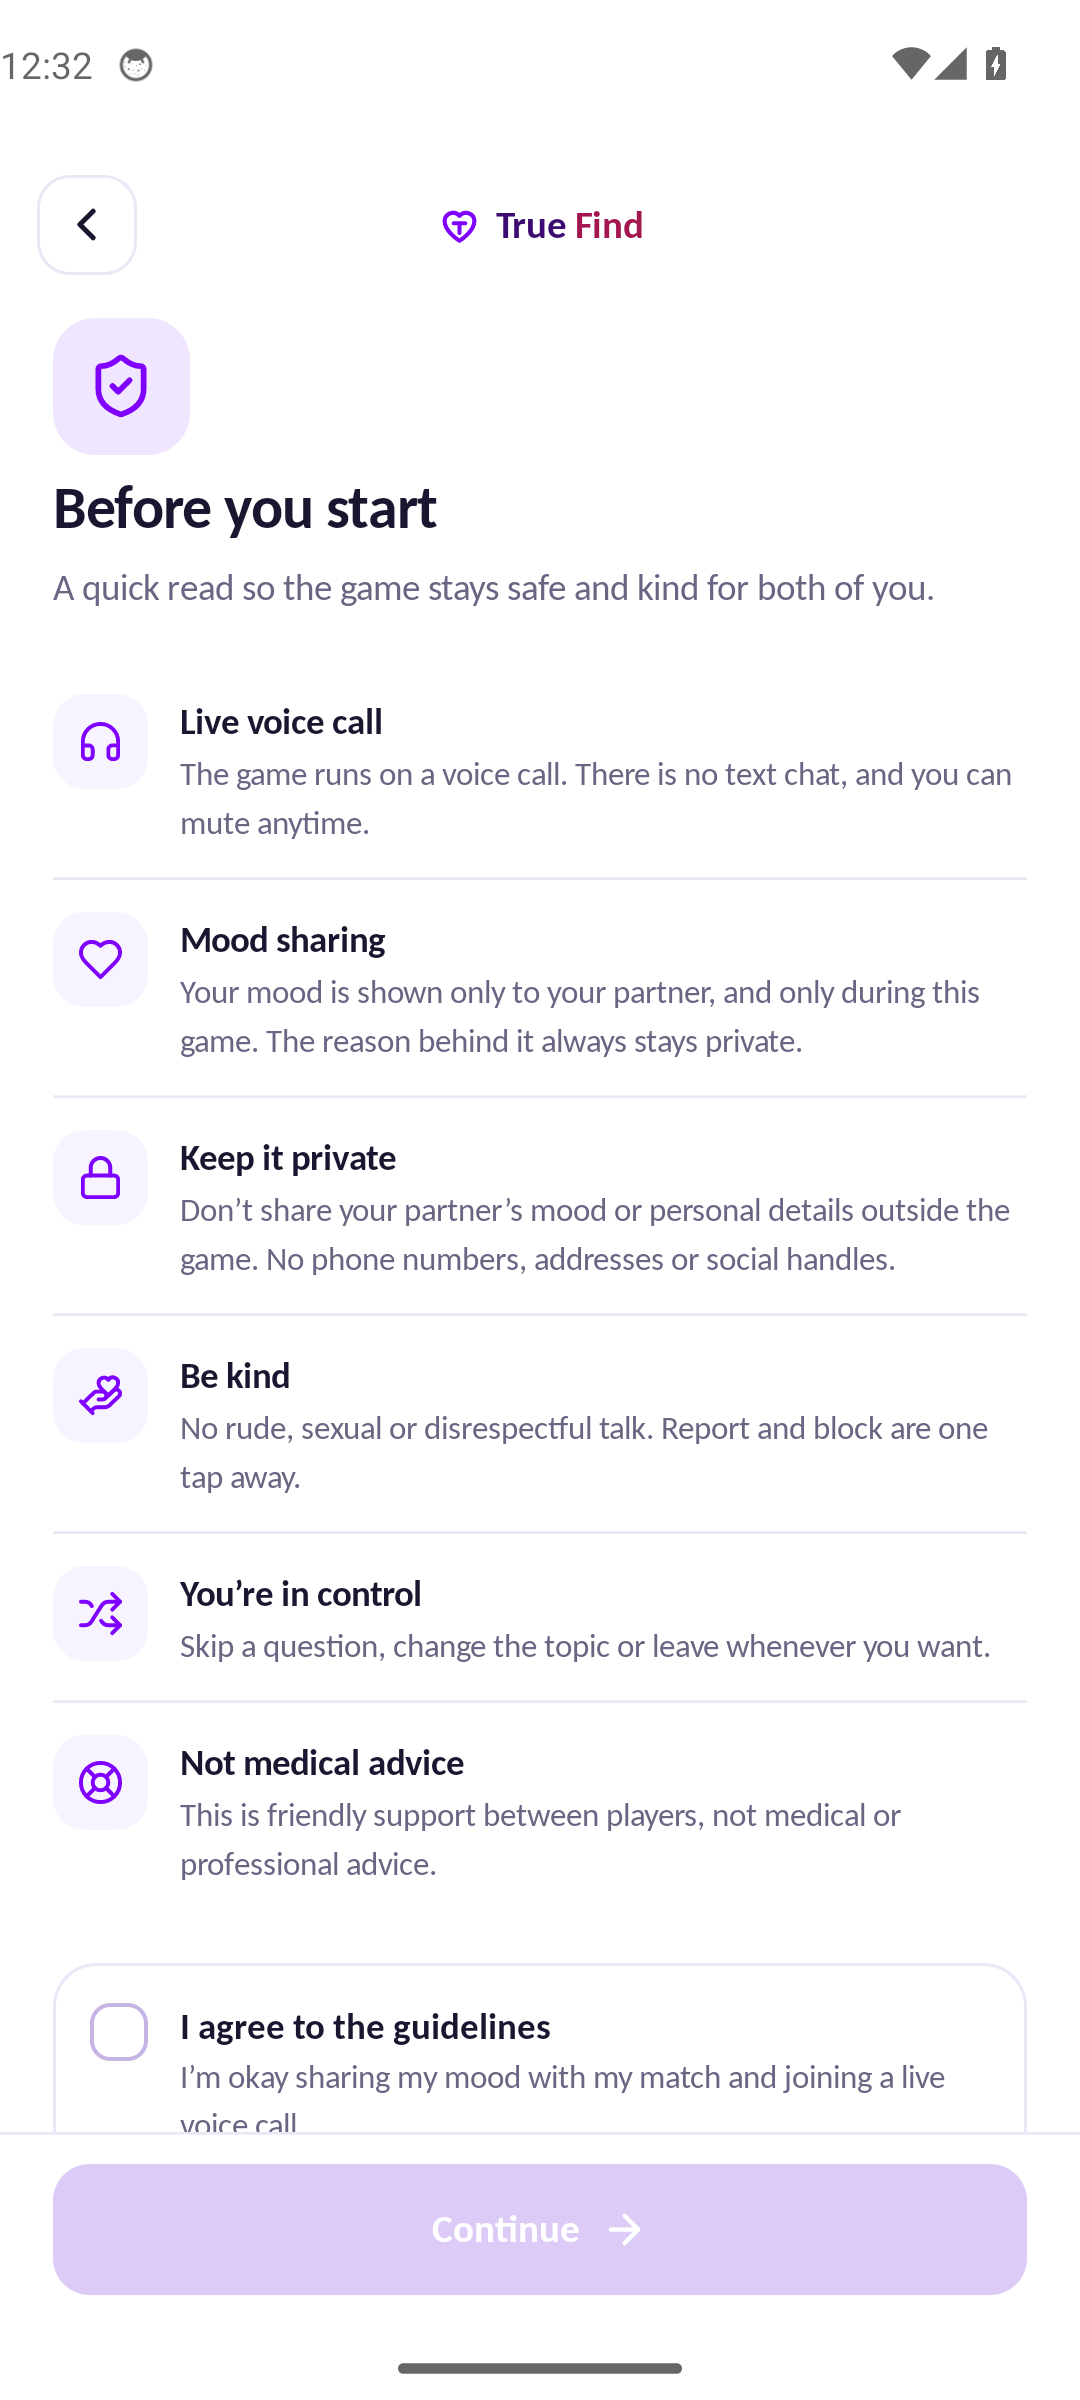 12:32
True Find
Before you start
A quick read so the game stays safe and kind for both of you.
Live voice call
The game runs on a voice call. There is no text chat, and you can
mute anytime.
Mood sharing
Your mood is shown only to your partner, and only during this
game. The reason behind it always stays private.
Keep it private
Don’t share your partner’s mood or personal details outside the
game. No phone numbers, addresses or social handles.
Be kind
No rude, sexual or disrespectful talk. Report and block are one
tap away.
You’re in control
Skip a question, change the topic or leave whenever you want.
Not medical advice
This is friendly support between players, not medical or
professional advice.
I agree to the guidelines
I’m okay sharing my mood with my match and joining a live
voice call
Continue